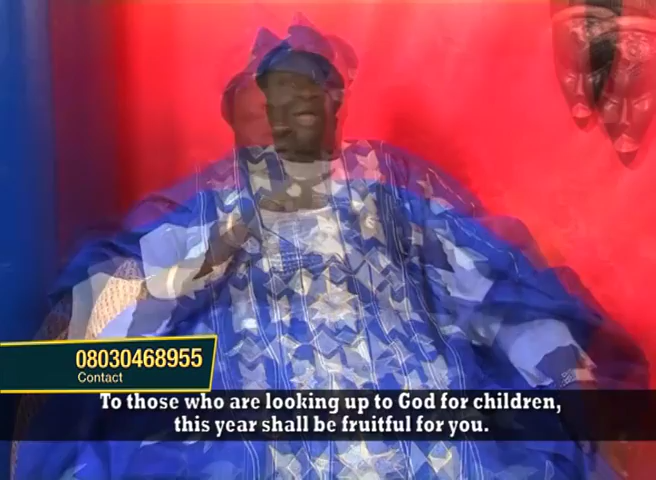 08030468955
Contact
To those who are looking up to God for children,
this year shall be fruitful for you.